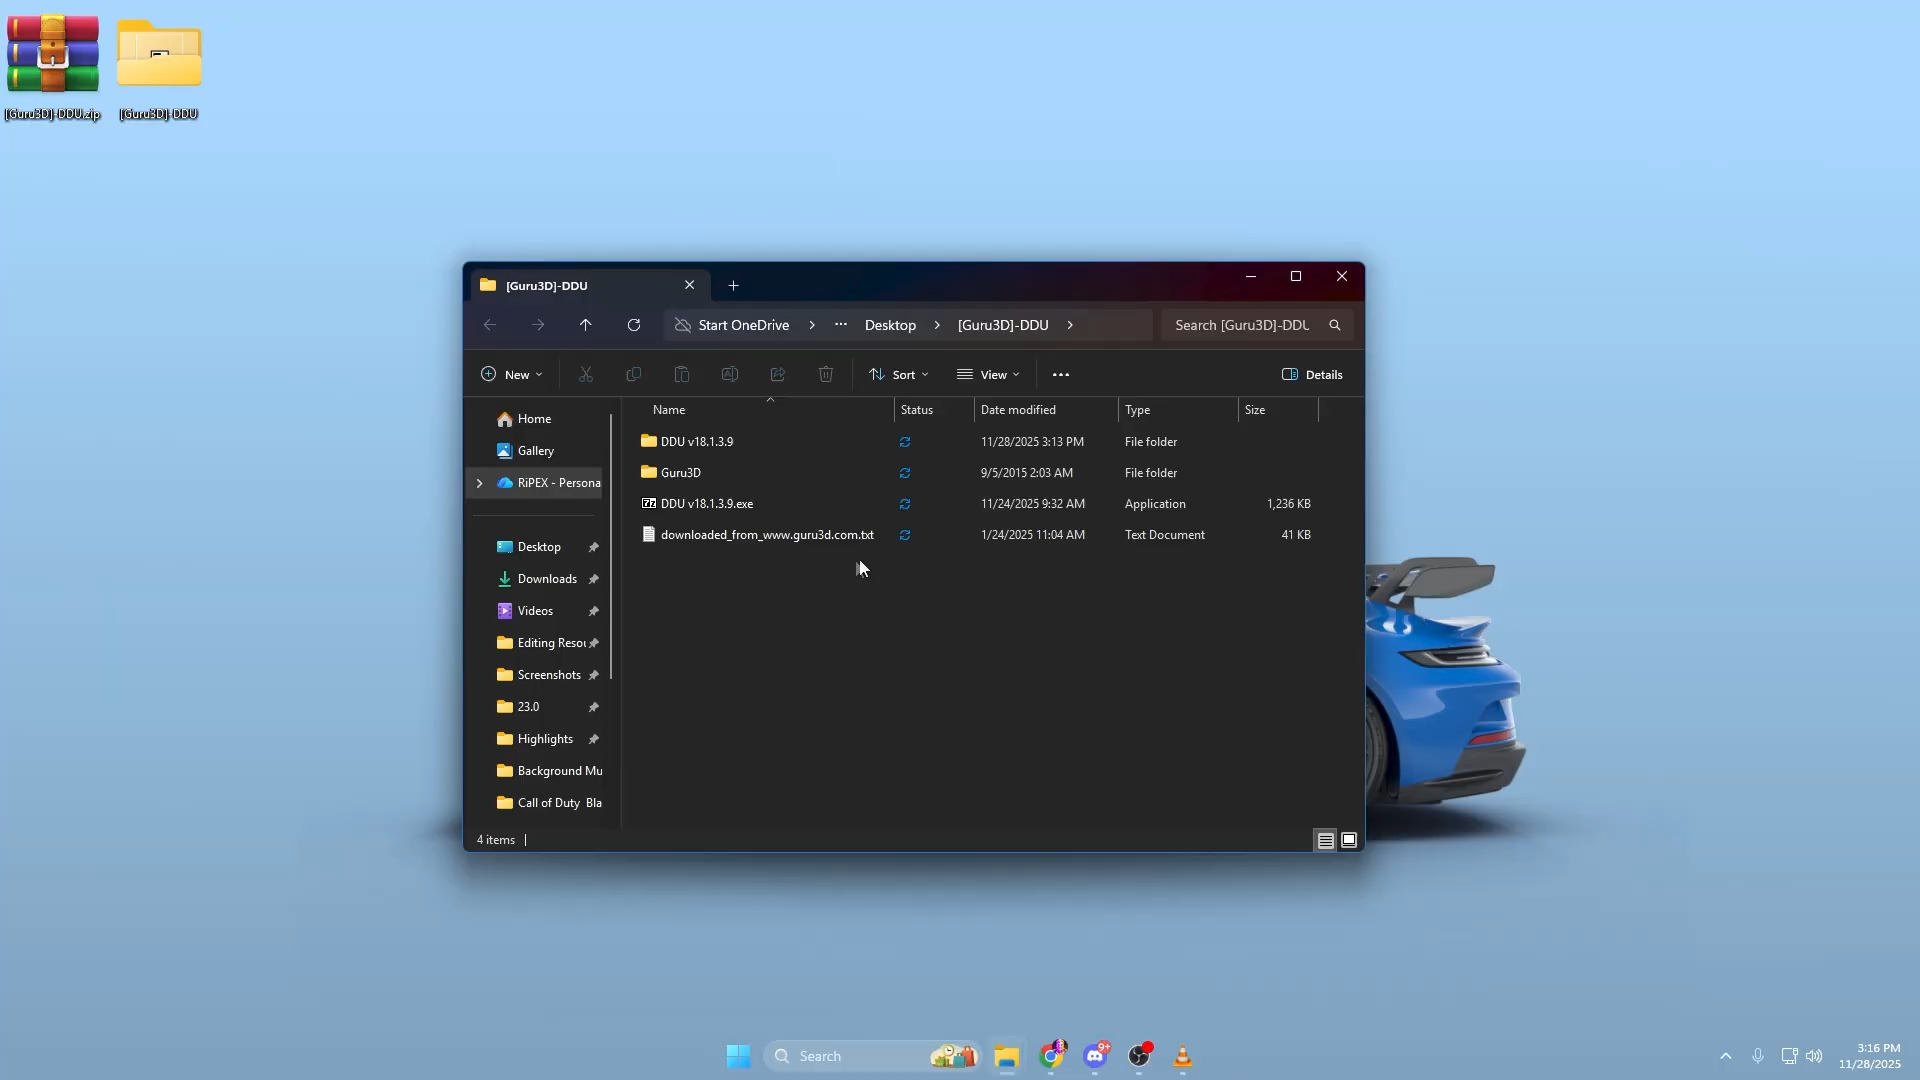 [Guru3D]-DDU.zip
[Guru3D]-DDU
[Guru3D]-DDU
Start OneDrive
Desktop
[Guru3D]-DDU
Search [Guru3D]-DDU
New
Sort
View
Details
Name
Status
Date modified
Type
Size
DDU v18.1.3.9
11/28/2025 3:13 PM
File folder
Guru3D
9/5/2015 2:03 AM
File folder
DDU v18.1.3.9.exe
11/24/2025 9:32 AM
Application
1,236 KB
downloaded_from_www.guru3d.com.txt
1/24/2025 11:04 AM
Text Document
41 KB
Home
Gallery
RiPEX - Persona
Desktop
Downloads
Videos
Editing Resou
Screenshots
23.0
Highlights
Background Mu
Call of Duty Bla
4 items
Search
9+
3:16 PM
11/28/2025